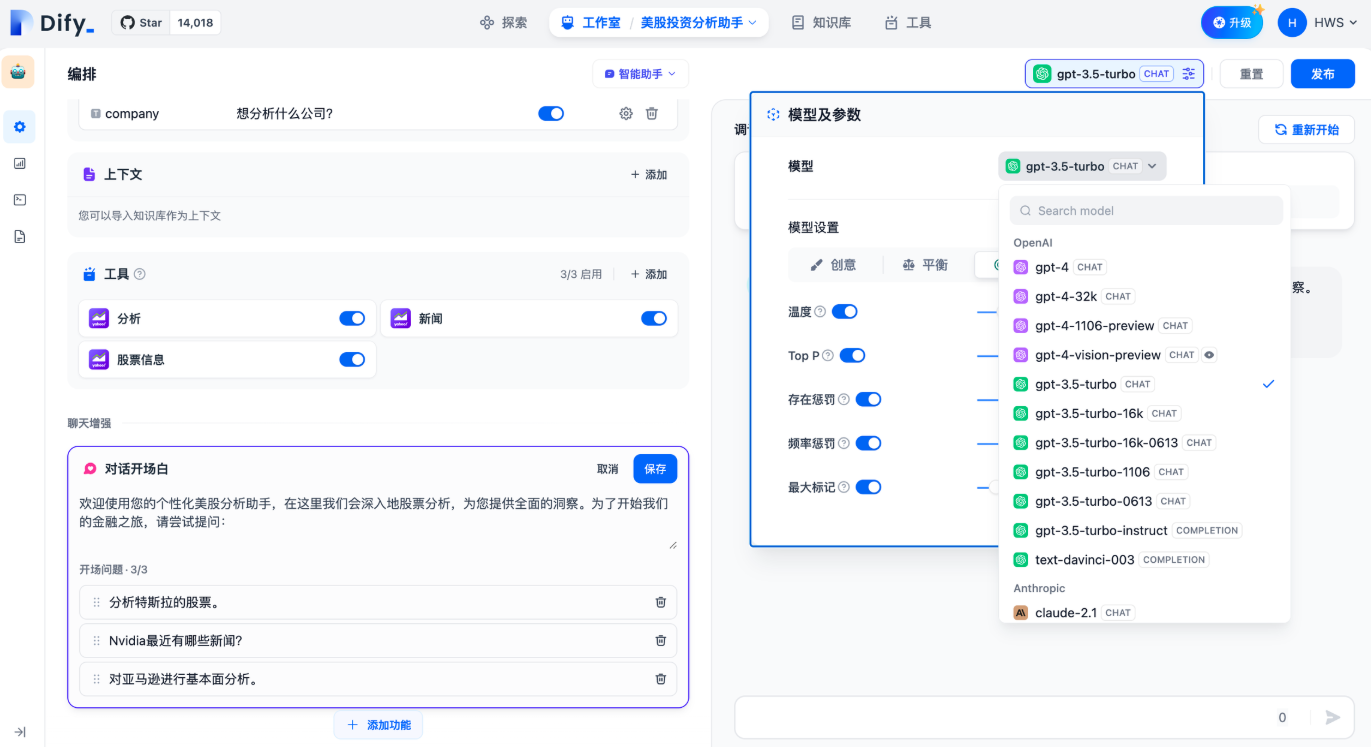 Dify_
Star 14,018
探索
工作室 / 美股投资分析助手
知识库
工具
升级
H HWS
编排
智能助手
gpt-3.5-turbo CHAT
重置
发布
company 想分析什么公司?
上下文
+ 添加
您可以导入知识库作为上下文
工具
3/3 启用
+ 添加
分析
新闻
股票信息
聊天增强
对话开场白
取消
保存
欢迎使用您的个性化美股分析助手，在这里我们会深入地股票分析，为您提供全面的洞察。为了开始我们
的金融之旅，请尝试提问：
开场问题 · 3/3
分析特斯拉的股票。
Nvidia最近有哪些新闻?
对亚马逊进行基本面分析。
+ 添加功能
重新开始
察。
模型及参数
模型
gpt-3.5-turbo CHAT
模型设置
创意
平衡
温度
Top P
存在惩罚
频率惩罚
最大标记
Search model
OpenAI
gpt-4 CHAT
gpt-4-32k CHAT
gpt-4-1106-preview CHAT
gpt-4-vision-preview CHAT
gpt-3.5-turbo CHAT
gpt-3.5-turbo-16k CHAT
gpt-3.5-turbo-16k-0613 CHAT
gpt-3.5-turbo-1106 CHAT
gpt-3.5-turbo-0613 CHAT
gpt-3.5-turbo-instruct COMPLETION
text-davinci-003 COMPLETION
Anthropic
claude-2.1 CHAT
0